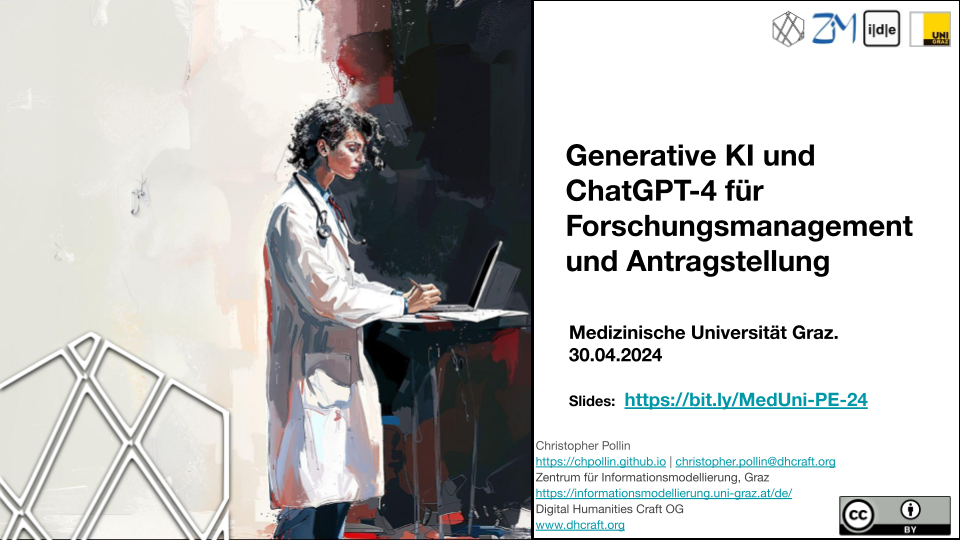 ZIM
i|d|e
UNI
GRAZ
Generative KI und
ChatGPT-4 für
Forschungsmanagement
und Antragstellung
Medizinische Universität Graz.
30.04.2024
Slides: https://bit.ly/MedUni-PE-24
Christopher Pollin
https://chpollin.github.io | christopher.pollin@dhcraft.org
Zentrum für Informationsmodellierung, Graz
https://informationsmodellierung.uni-graz.at/de/
Digital Humanities Craft OG
www.dhcraft.org
cc
BY